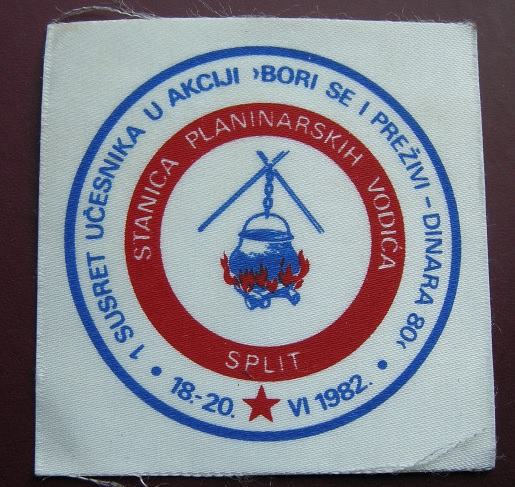 1 SUSRET UČESNIKA U AKCIJI ›BORI SE I PREŽIVI – DINARA 80‹
• 18.-20. ★ VI 1982. •
STANICA PLANINARSKIH VODIČA
SPLIT